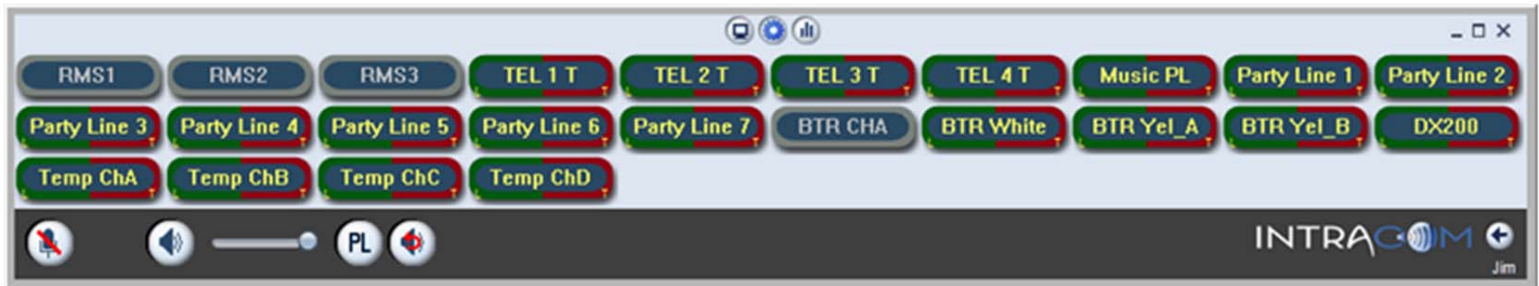 RMS1 RMS2 RMS3 TEL 1 T TEL 2 T TEL 3 T TEL 4 T Music PL Party Line 1 Party Line 2
Party Line 3 Party Line 4 Party Line 5 Party Line 6 Party Line 7 BTR CHA BTR White BTR Yel_A BTR Yel_B DX200
Temp ChA Temp ChB Temp ChC Temp ChD
PL INTRACOM
Jim